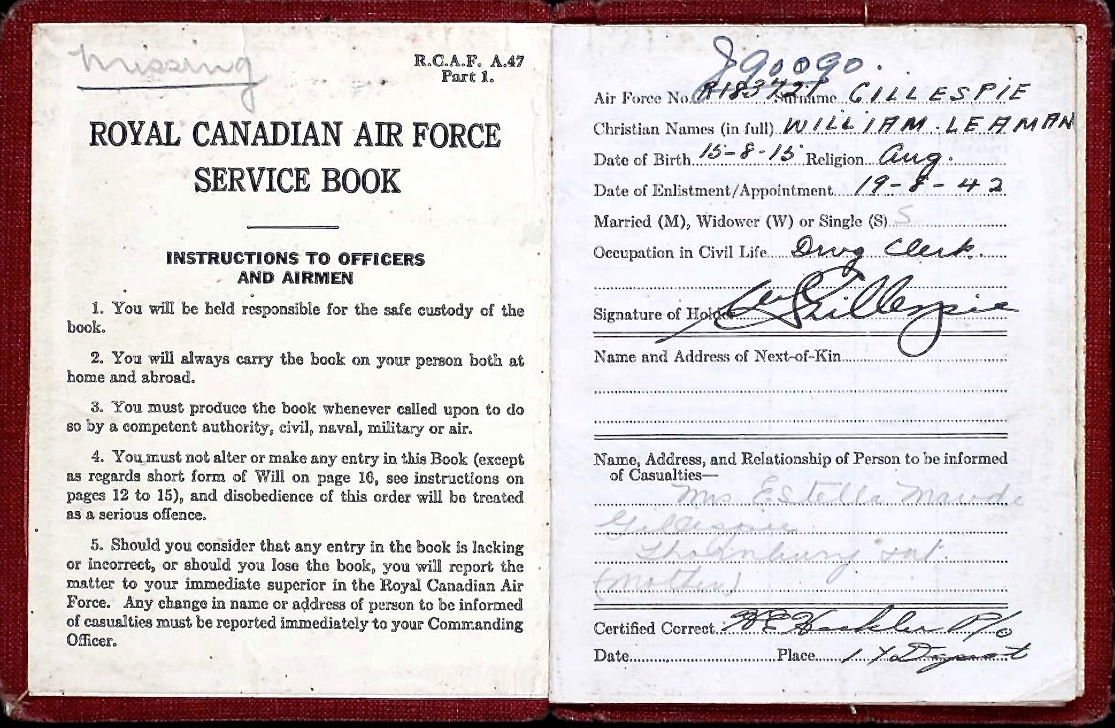 Missing
R.C.A.F. A.47
Part 1.
ROYAL CANADIAN AIR FORCE
SERVICE BOOK
INSTRUCTIONS TO OFFICERS
AND AIRMEN
1. You will be held responsible for the safe custody of the
book.
2. You will always carry the book on your person both at
home and abroad.
3. You must produce the book whenever called upon to do
so by a competent authority, civil, naval, military or air.
4. You must not alter or make any entry in this Book (except
as regards short form of Will on page 16, see instructions on
pages 12 to 15), and disobedience of this order will be treated
as a serious offence.
5. Should you consider that any entry in the book is lacking
or incorrect, or should you lose the book, you will report the
matter to your immediate superior in the Royal Canadian Air
Force. Any change in name or address of person to be informed
of casualties must be reported immediately to your Commanding
Officer.
J90090.
Air Force No. R183727 Surname GILLESPIE
Christian Names (in full) WILLIAM LEAMAN
Date of Birth 15-8-15 Religion Ang.
Date of Enlistment/Appointment 19-8-42
Married (M), Widower (W) or Single (S) S
Occupation in Civil Life Drug Clerk.
Signature of Holder Gillespie
Name and Address of Next-of-Kin
Name, Address, and Relationship of Person to be informed
of Casualties—
Mrs Estella Maude
Gillespie
Thornbury Ont
(Mother)
Certified Correct P/O
Date Place